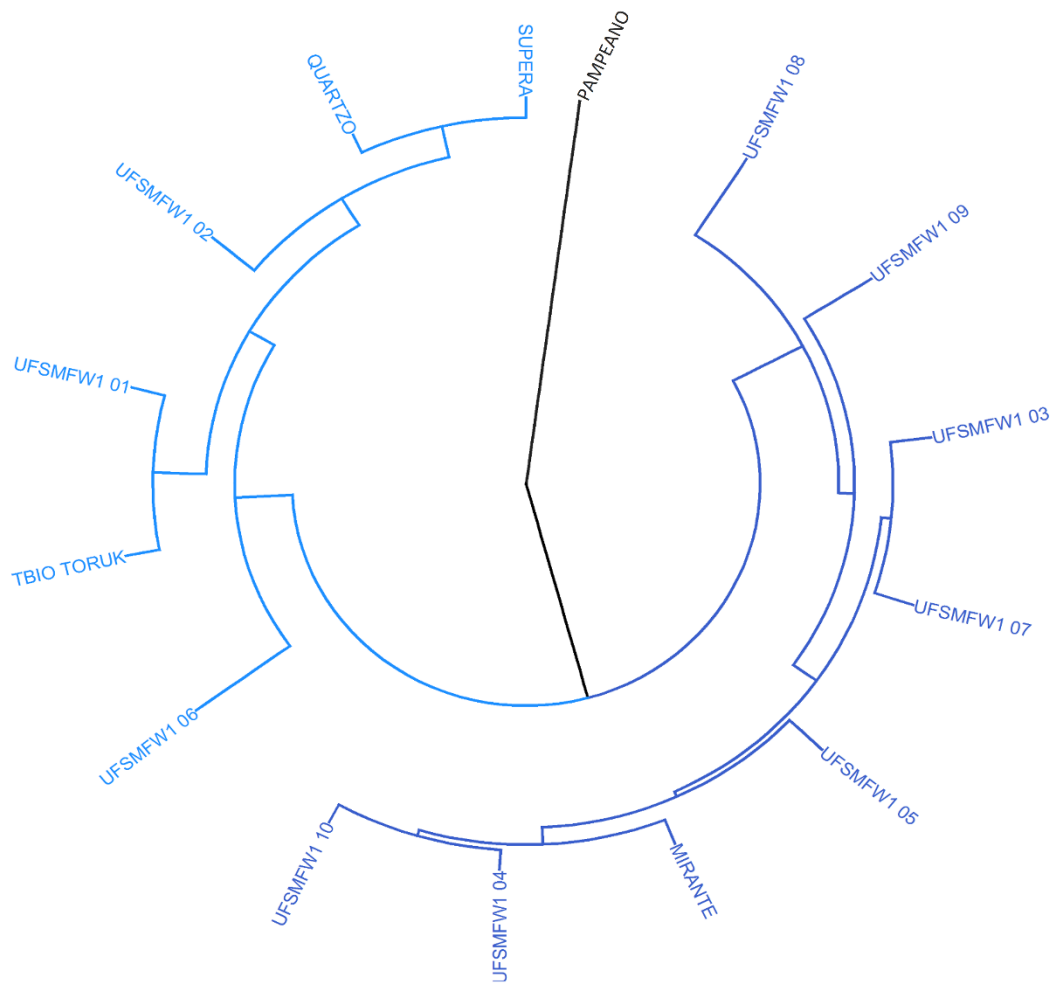 PAMPEANO
UFSMFW1 08
UFSMFW1 09
UFSMFW1 03
UFSMFW1 07
UFSMFW1 05
MIRANTE
UFSMFW1 04
UFSMFW1 10
UFSMFW1 06
TBIO TORUK
UFSMFW1 01
UFSMFW1 02
QUARTZO
SUPERA